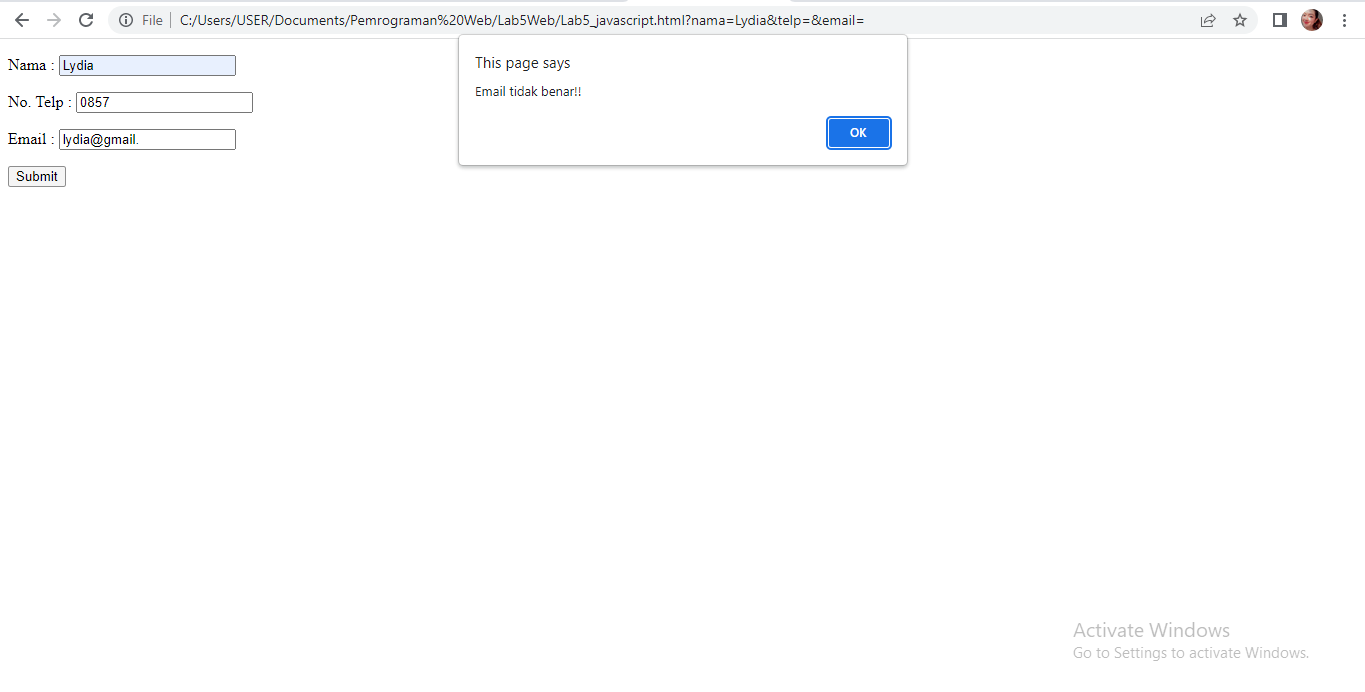 File C:/Users/USER/Documents/Pemrograman%20Web/Lab5Web/Lab5_javascript.html?nama=Lydia&telp=&email=
This page says
Email tidak benar!!
OK
Nama : Lydia
No. Telp : 0857
Email : lydia@gmail.
Submit
Activate Windows
Go to Settings to activate Windows.